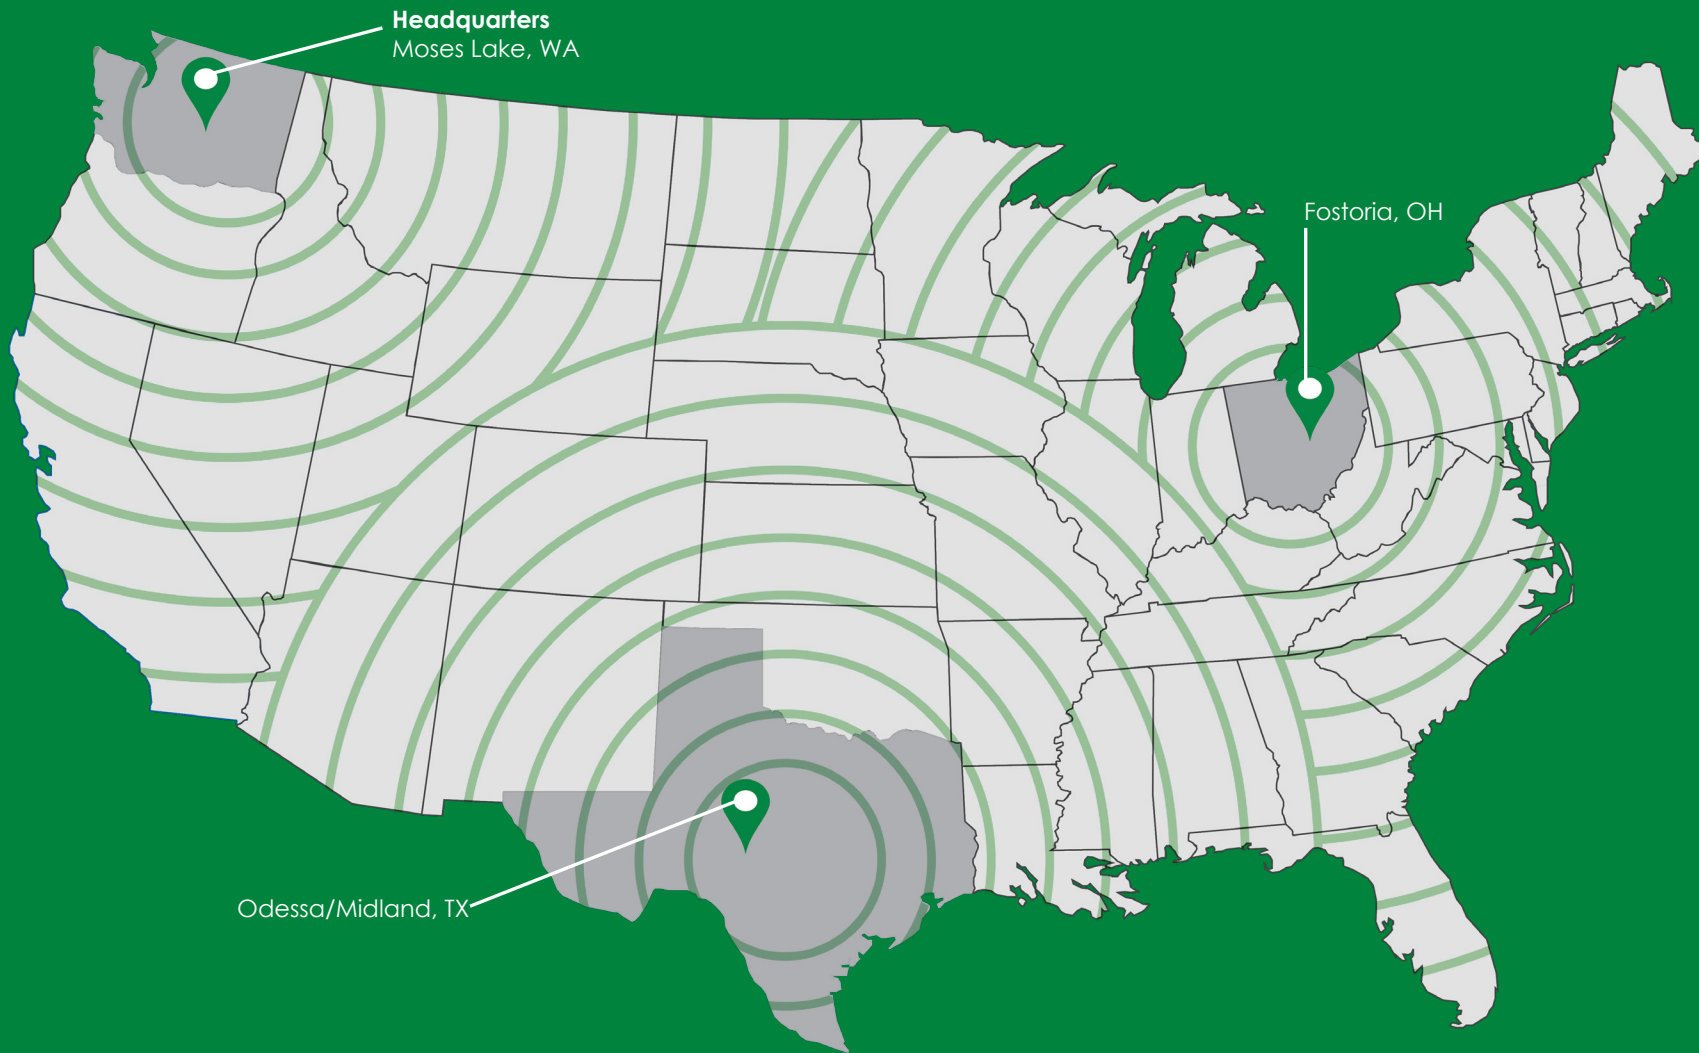 Headquarters
Moses Lake, WA
Fostoria, OH
Odessa/Midland, TX